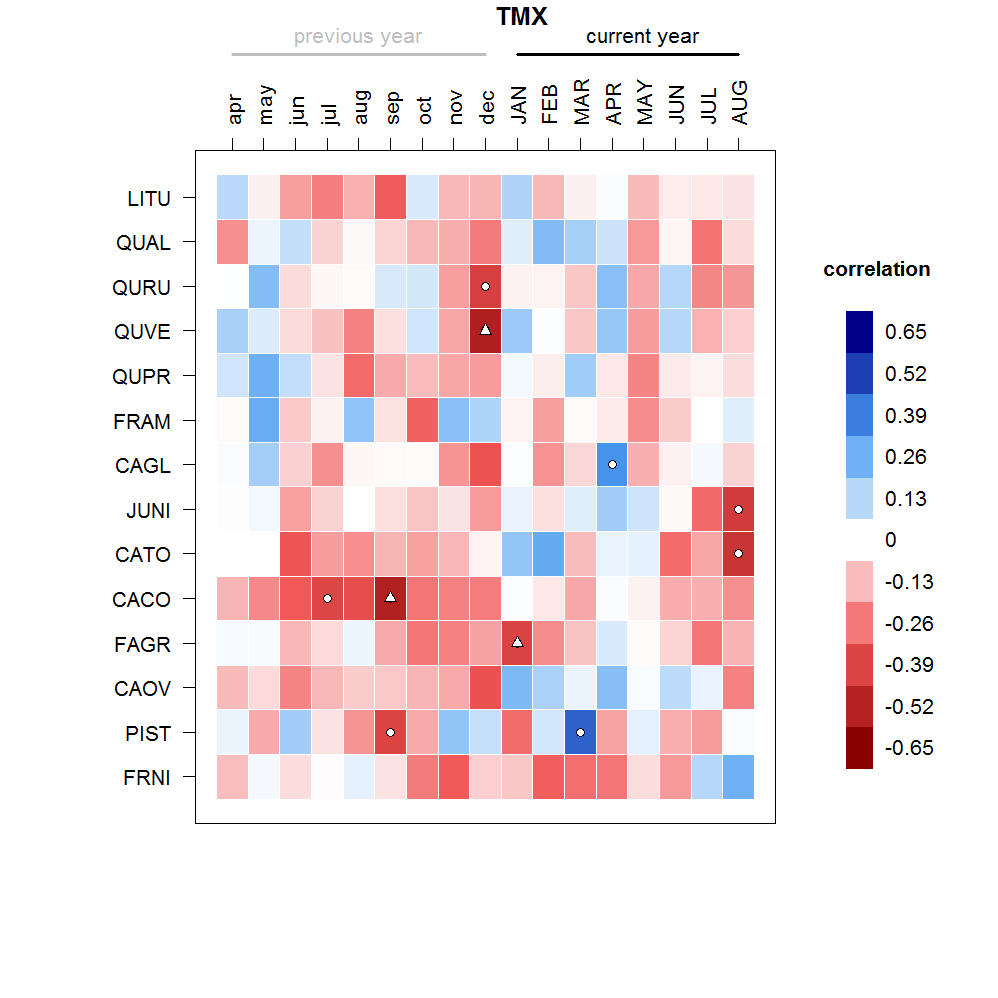 TMX
previous year current year
apr may jun jul aug sep oct nov dec JAN FEB MAR APR MAY JUN JUL AUG
LITU
QUAL
QURU
QUVE
QUPR
FRAM
CAGL
JUNI
CATO
CACO
FAGR
CAOV
PIST
FRNI
correlation
0.65
0.52
0.39
0.26
0.13
0
-0.13
-0.26
-0.39
-0.52
-0.65